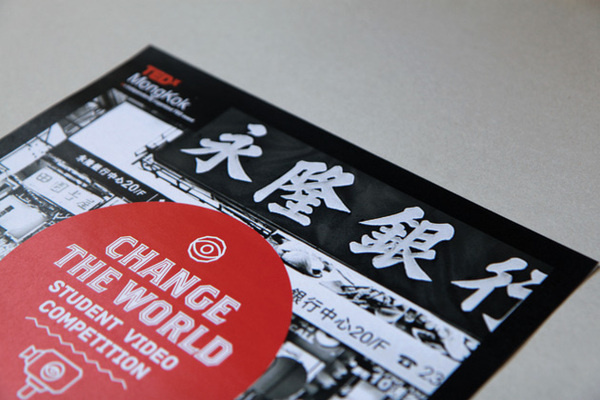 TEDx
MongKok
永隆銀行
永隆銀行中心20/F
銀行中心20/F
☎ 23
CHANGE
THE WORLD
STUDENT VIDEO
COMPETITION